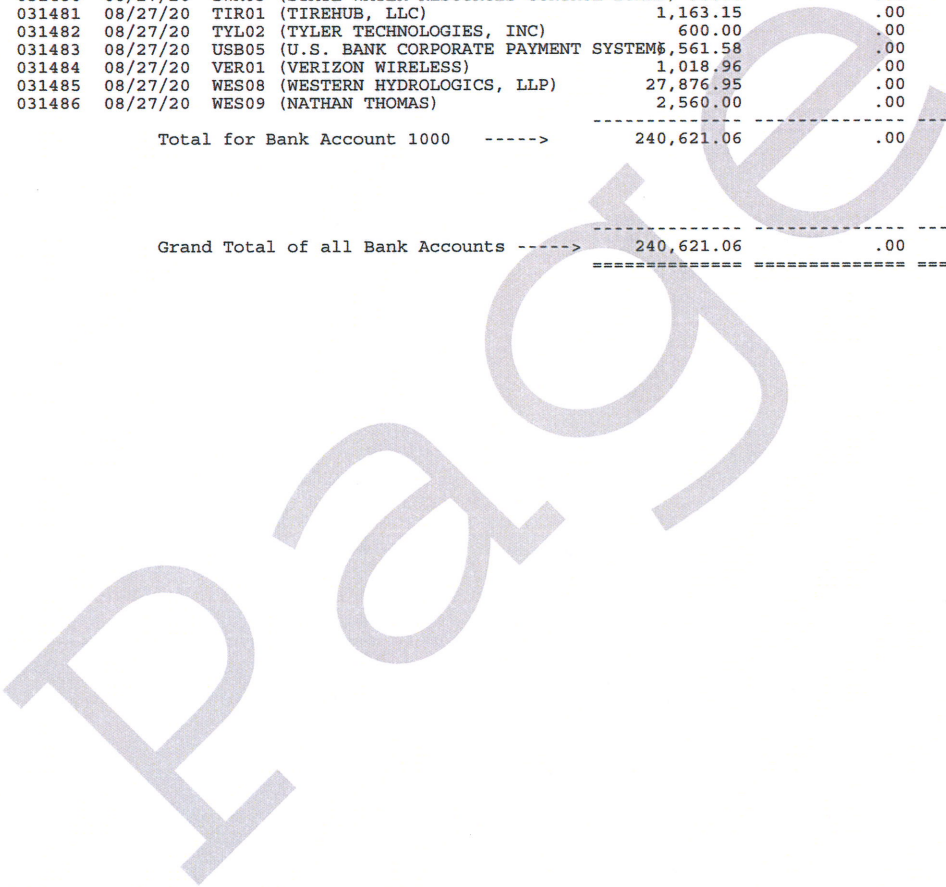 031481 08/27/20 TIR01 (TIREHUB, LLC) 1,163.15 .00
031482 08/27/20 TYL02 (TYLER TECHNOLOGIES, INC) 600.00 .00
031483 08/27/20 USB05 (U.S. BANK CORPORATE PAYMENT SYSTEM ,561.58 .00
031484 08/27/20 VER01 (VERIZON WIRELESS) 1,018.96 .00
031485 08/27/20 WES08 (WESTERN HYDROLOGICS, LLP) 27,876.95 .00
031486 08/27/20 WES09 (NATHAN THOMAS) 2,560.00 .00
Total for Bank Account 1000 -----> 240,621.06 .00
Grand Total of all Bank Accounts -----> 240,621.06 .00
Page